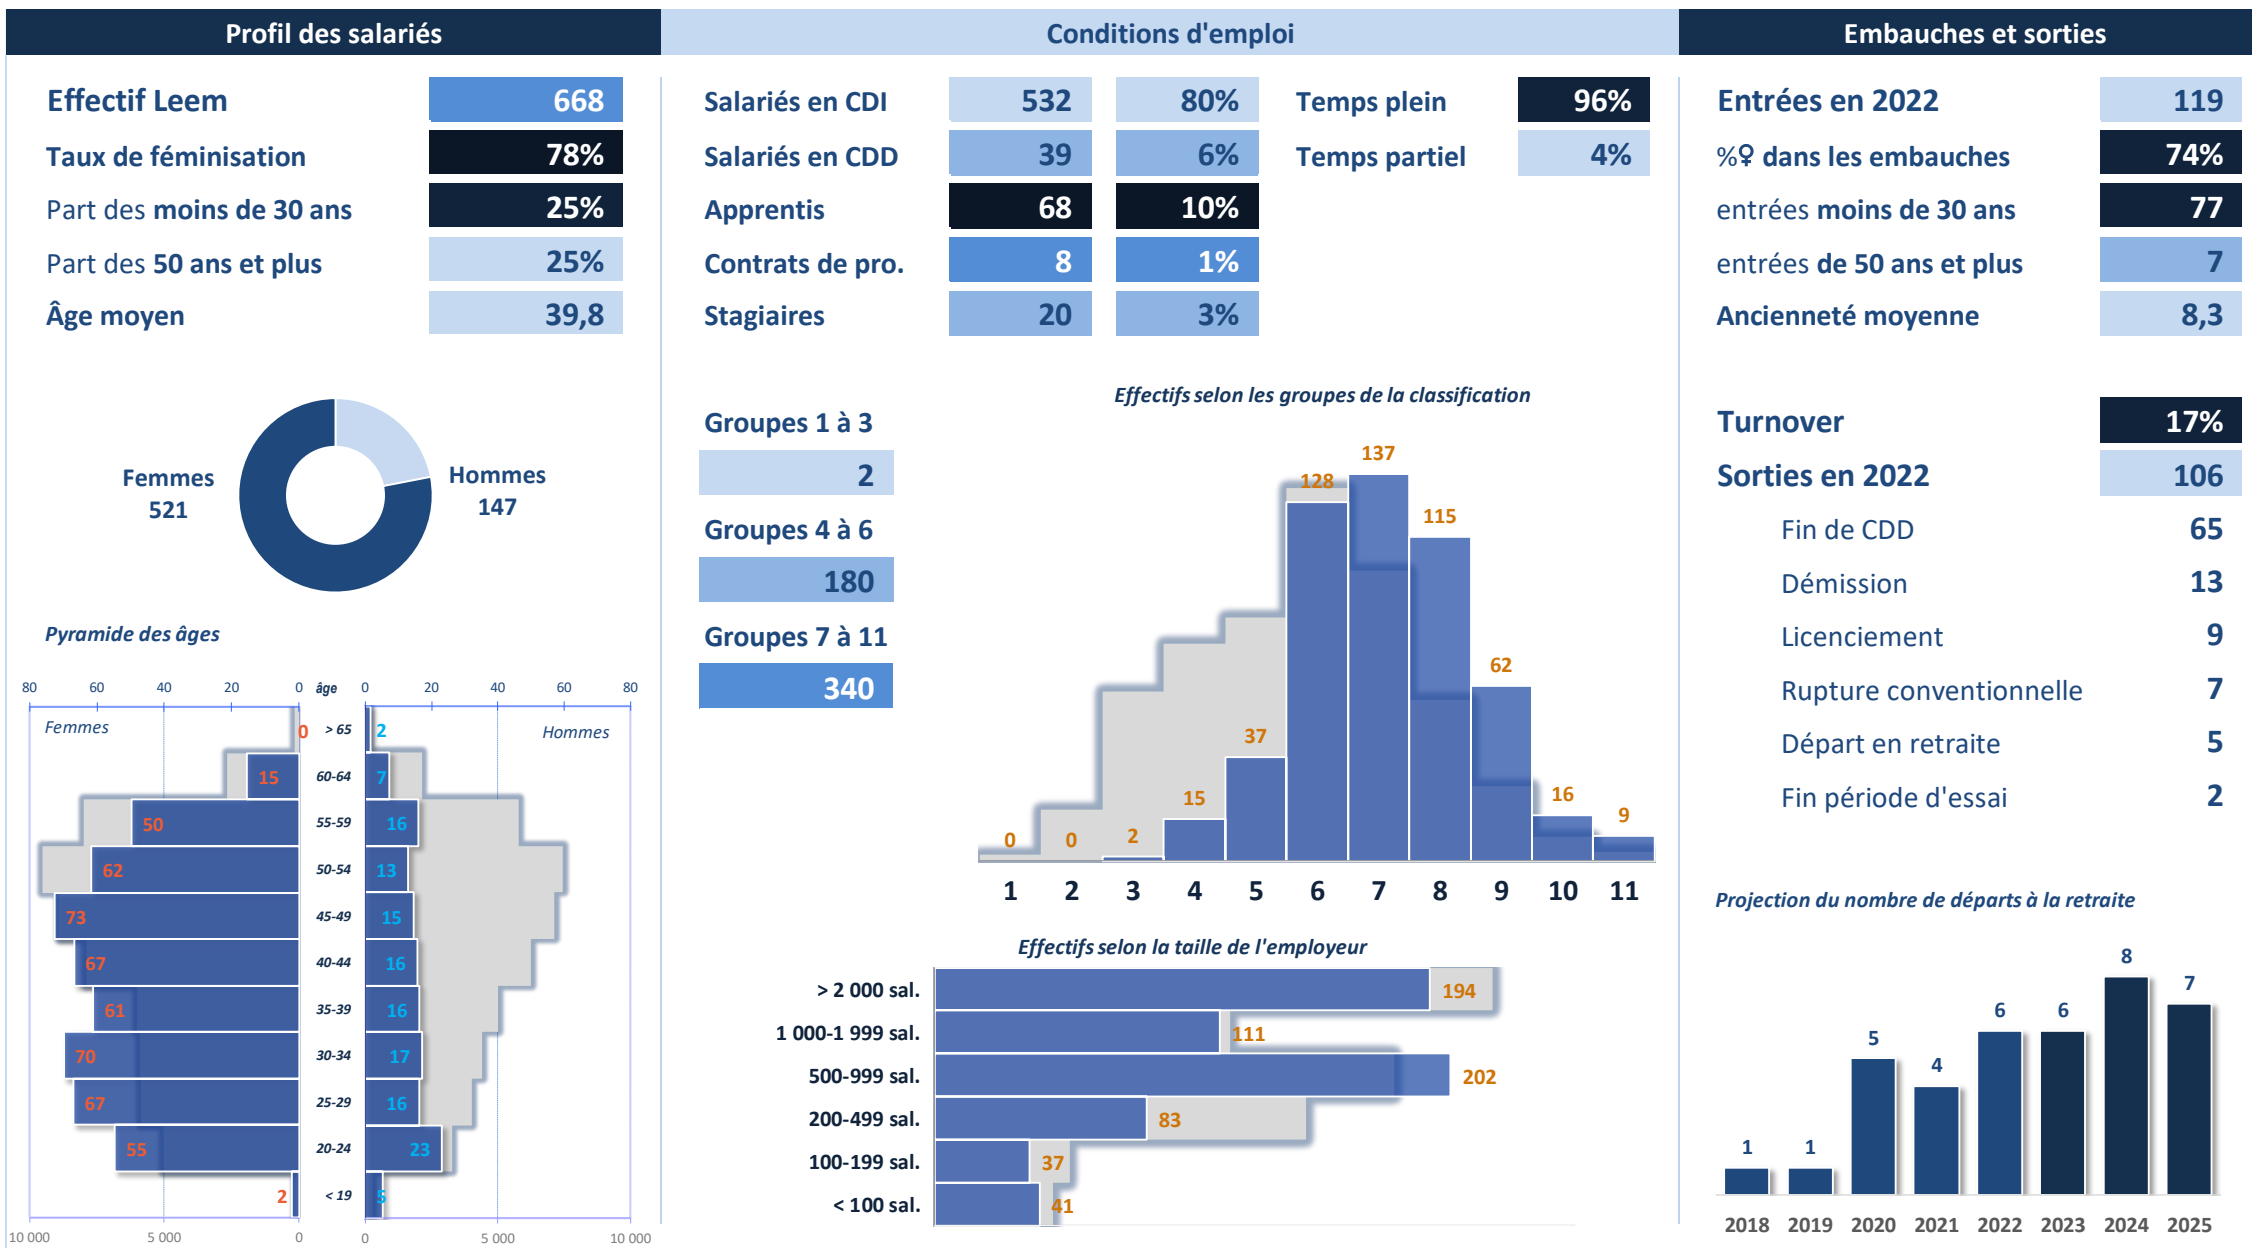 Profil des salariés
Effectif Leem 668
Taux de féminisation 78%
Part des moins de 30 ans 25%
Part des 50 ans et plus 25%
Âge moyen 39,8
Femmes
521
Hommes
147
Pyramide des âges
80 60 40 20 0 âge 0 20 40 60 80
Femmes Hommes
0 > 65 2
15 60-64 7
50 55-59 16
62 50-54 13
73 45-49 15
67 40-44 16
61 35-39 16
70 30-34 17
67 25-29 16
55 20-24 23
2 < 19 5
10 000 5 000 0 0 5 000 10 000
Conditions d'emploi
Salariés en CDI 532 80% Temps plein 96%
Salariés en CDD 39 6% Temps partiel 4%
Apprentis 68 10%
Contrats de pro. 8 1%
Stagiaires 20 3%
Groupes 1 à 3
2
Groupes 4 à 6
180
Groupes 7 à 11
340
Effectifs selon les groupes de la classification
0 0 2 15 37 128 137 115 62 16 9
1 2 3 4 5 6 7 8 9 10 11
Effectifs selon la taille de l'employeur
> 2 000 sal. 194
1 000-1 999 sal. 111
500-999 sal. 202
200-499 sal. 83
100-199 sal. 37
< 100 sal. 41
Embauches et sorties
Entrées en 2022 119
%♀ dans les embauches 74%
entrées moins de 30 ans 77
entrées de 50 ans et plus 7
Ancienneté moyenne 8,3
Turnover 17%
Sorties en 2022 106
Fin de CDD 65
Démission 13
Licenciement 9
Rupture conventionnelle 7
Départ en retraite 5
Fin période d'essai 2
Projection du nombre de départs à la retraite
1 1 5 4 6 6 8 7
2018 2019 2020 2021 2022 2023 2024 2025